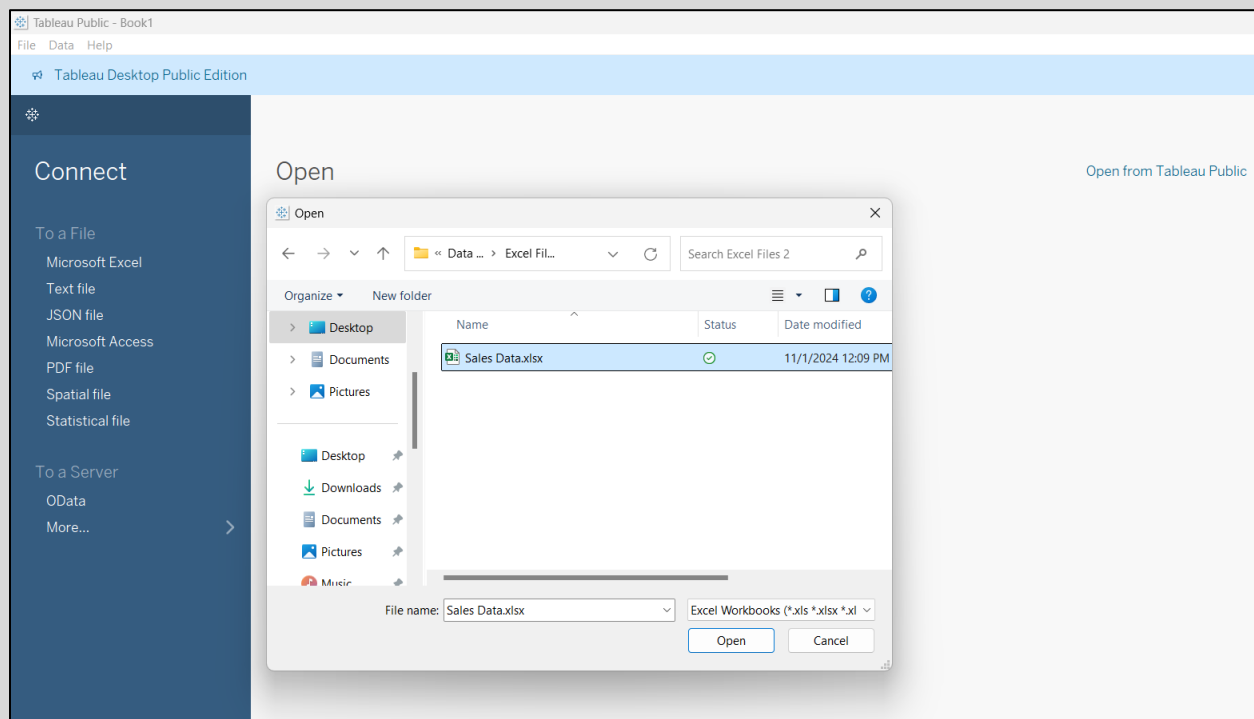 Tableau Public - Book1
File Data Help
Tableau Desktop Public Edition
Connect
To a File
Microsoft Excel
Text file
JSON file
Microsoft Access
PDF file
Spatial file
Statistical file
To a Server
OData
More...
Open
Open from Tableau Public
Open
« Data ... › Excel Fil...
Search Excel Files 2
Organize
New folder
Desktop
Documents
Pictures
Desktop
Downloads
Documents
Pictures
Music
Name Status Date modified
Sales Data.xlsx 11/1/2024 12:09 PM
File name: Sales Data.xlsx Excel Workbooks (*.xls *.xlsx *.xl
Open Cancel